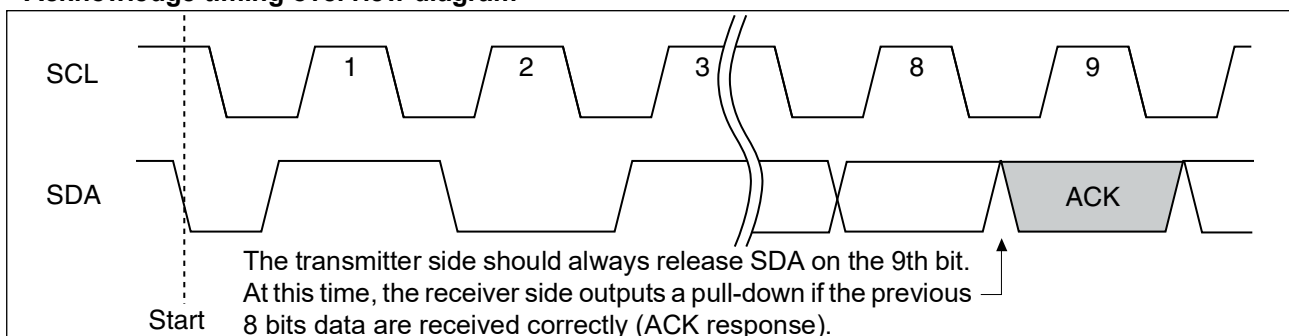 Acknowledge timing overview diagram
SCL
1
2
3
8
9
SDA
ACK
The transmitter side should always release SDA on the 9th bit.
At this time, the receiver side outputs a pull-down if the previous
Start
8 bits data are received correctly (ACK response).